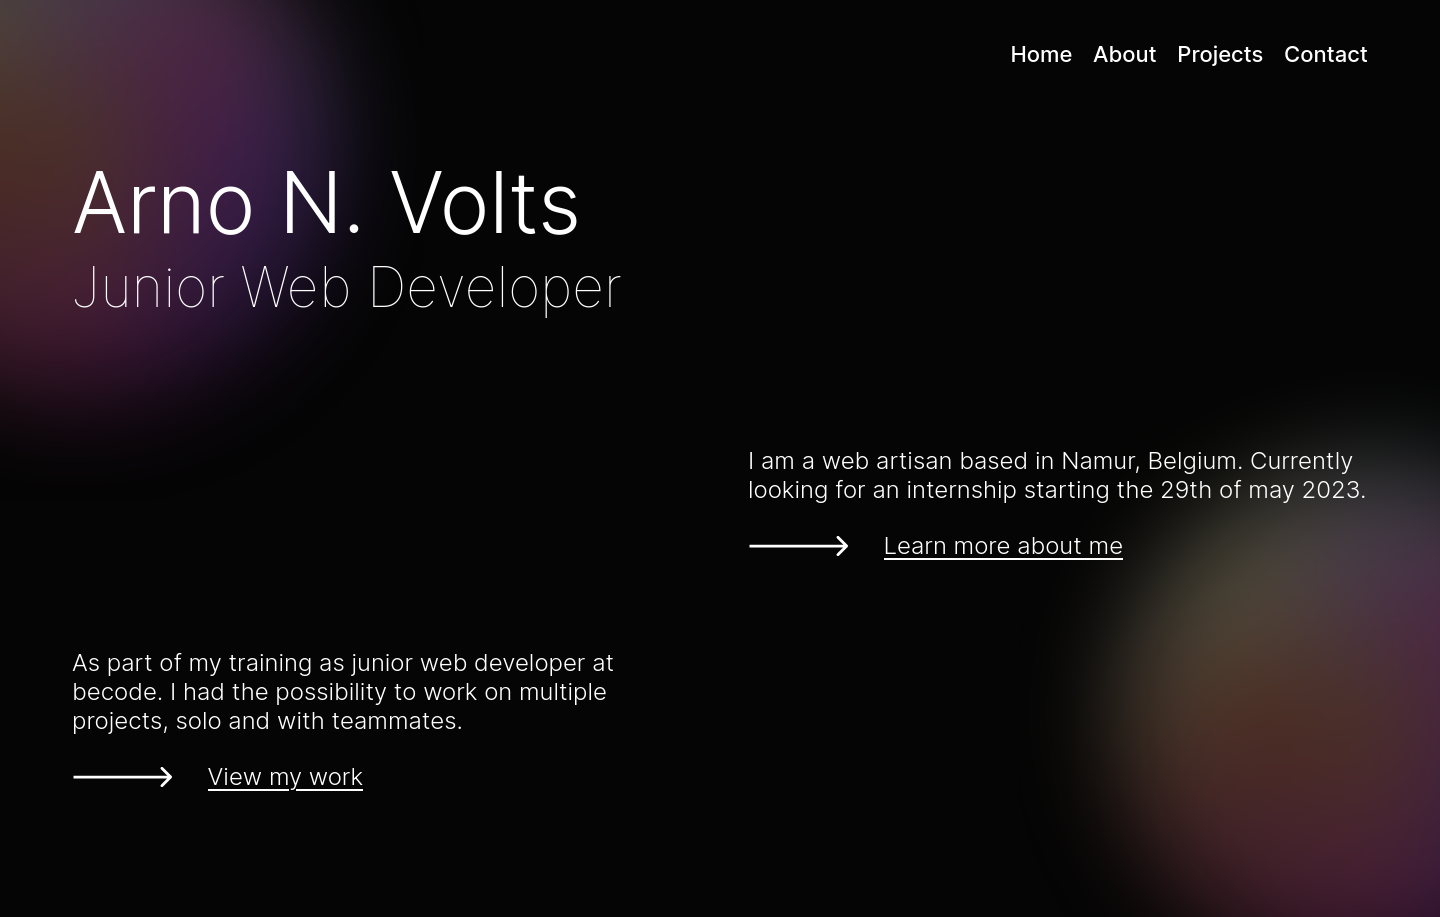 Home About Projects Contact
Arno N. Volts
Junior Web Developer
I am a web artisan based in Namur, Belgium. Currently
looking for an internship starting the 29th of may 2023.
Learn more about me
As part of my training as junior web developer at
becode. I had the possibility to work on multiple
projects, solo and with teammates.
View my work